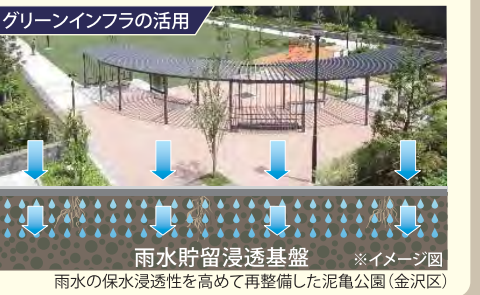 グリーンインフラの活用
雨水貯留浸透基盤
※イメージ図
雨水の保水浸透性を高めて再整備した泥亀公園(金沢区)